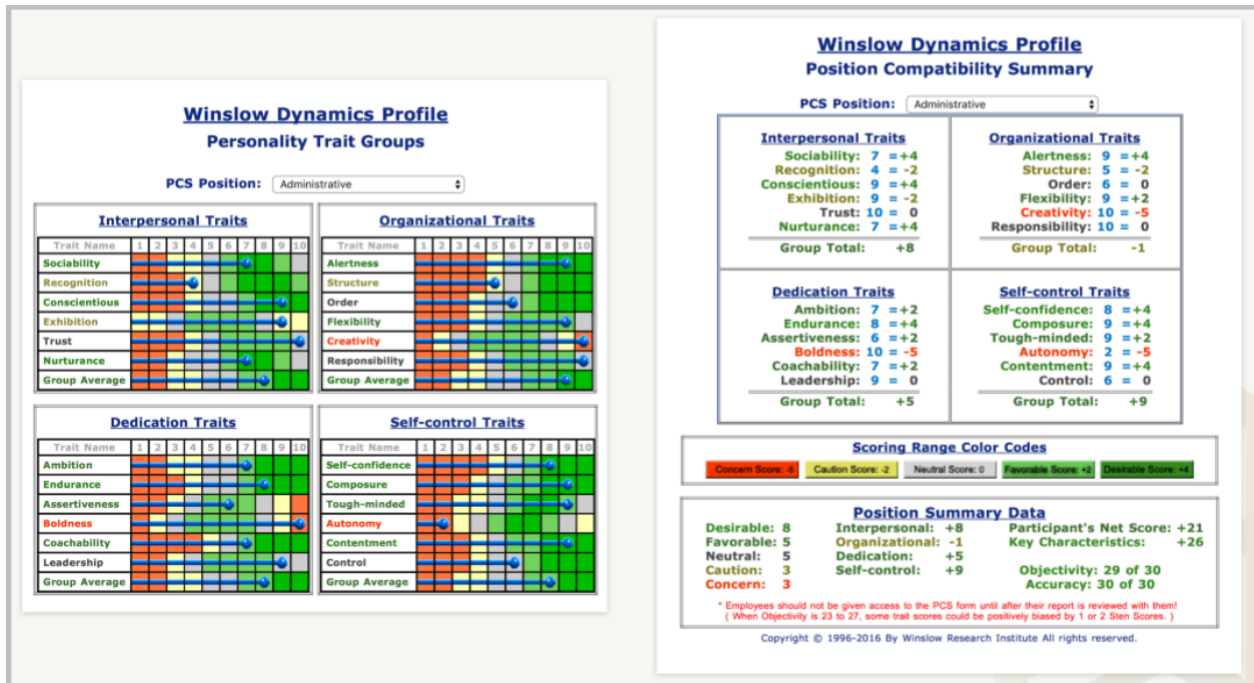 Winslow Dynamics Profile
Personality Trait Groups
PCS Position: Administrative
Interpersonal Traits
Trait Name 1 2 3 4 5 6 7 8 9 10
Sociability
Recognition
Conscientious
Exhibition
Trust
Nurturance
Group Average
Organizational Traits
Trait Name 1 2 3 4 5 6 7 8 9 10
Alertness
Structure
Order
Flexibility
Creativity
Responsibility
Group Average
Dedication Traits
Trait Name 1 2 3 4 5 6 7 8 9 10
Ambition
Endurance
Assertiveness
Boldness
Coachability
Leadership
Group Average
Self-control Traits
Trait Name 1 2 3 4 5 6 7 8 9 10
Self-confidence
Composure
Tough-minded
Autonomy
Contentment
Control
Group Average
Winslow Dynamics Profile
Position Compatibility Summary
PCS Position: Administrative
Interpersonal Traits
Sociability: 7 =+4
Recognition: 4 = -2
Conscientious: 9 =+4
Exhibition: 9 = -2
Trust: 10 = 0
Nurturance: 7 =+4
Group Total: +8
Organizational Traits
Alertness: 9 =+4
Structure: 5 = -2
Order: 6 = 0
Flexibility: 9 =+2
Creativity: 10 = -5
Responsibility: 10 = 0
Group Total: -1
Dedication Traits
Ambition: 7 =+2
Endurance: 8 =+4
Assertiveness: 6 =+2
Boldness: 10 = -5
Coachability: 7 =+2
Leadership: 9 = 0
Group Total: +5
Self-control Traits
Self-confidence: 8 =+4
Composure: 9 =+4
Tough-minded: 9 =+2
Autonomy: 2 = -5
Contentment: 9 =+4
Control: 6 = 0
Group Total: +9
Scoring Range Color Codes
Concern Score: -5 Caution Score: -2 Neutral Score: 0 Favorable Score: +2 Desirable Score: +4
Position Summary Data
Desirable: 8 Interpersonal: +8 Participant's Net Score: +21
Favorable: 5 Organizational: -1 Key Characteristics: +26
Neutral: 5 Dedication: +5
Caution: 3 Self-control: +9 Objectivity: 29 of 30
Concern: 3 Accuracy: 30 of 30
* Employees should not be given access to the PCS form until after their report is reviewed with them!
( When Objectivity is 23 to 27, some trait scores could be positively biased by 1 or 2 Sten Scores. )
Copyright © 1996-2016 By Winslow Research Institute All rights reserved.